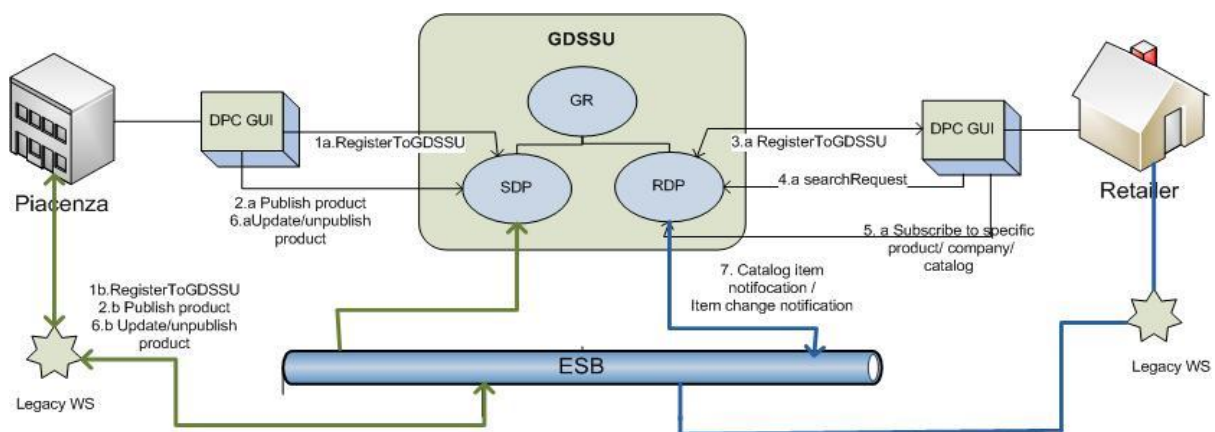 GDSSU
GR
DPC GUI
1a.RegisterToGDSSU
3.a RegisterToGDSSU
DPC GUI
SDP
RDP
4.a searchRequest
Piacenza
Retailer
2.a Publish product
6.aUpdate/unpublish
product
5. a Subscribe to specific
product/ company/
catalog
7. Catalog item
notifocation /
Item change notification
1b.RegisterToGDSSU
2.b Publish product
6.b Update/unpublish
product
ESB
Legacy WS
Legacy WS